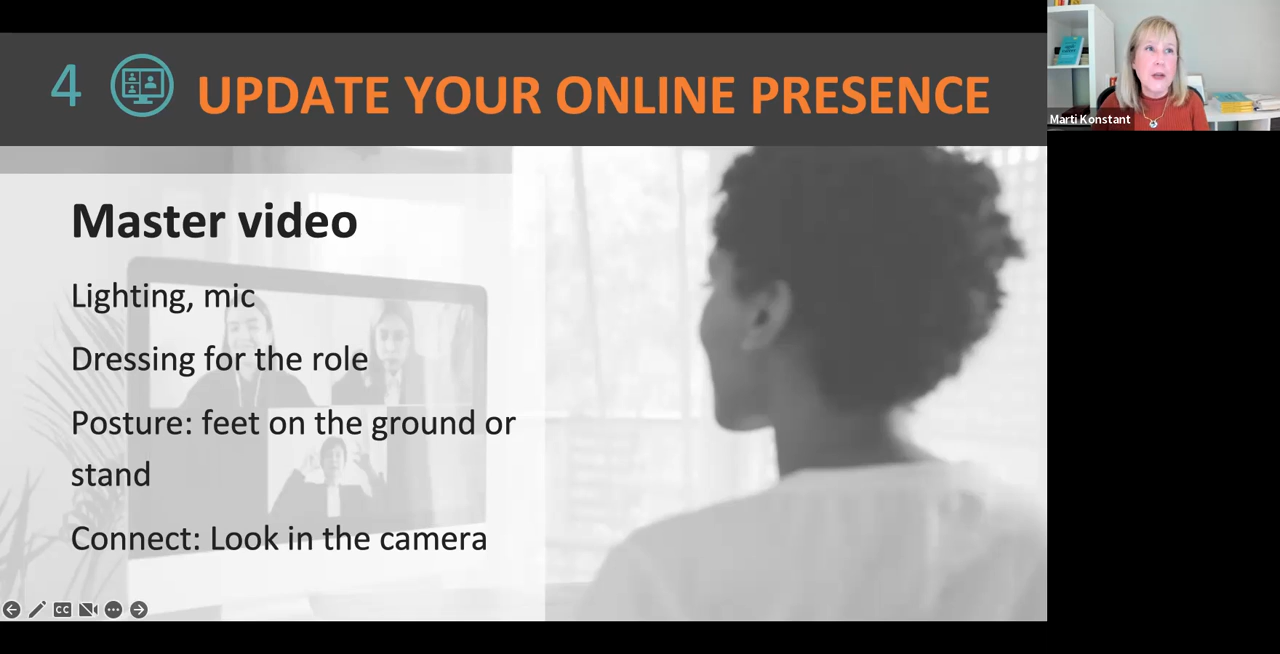 4 UPDATE YOUR ONLINE PRESENCE
Marti Konstant
Master video
Lighting, mic
Dressing for the role
Posture: feet on the ground or
stand
Connect: Look in the camera
CC